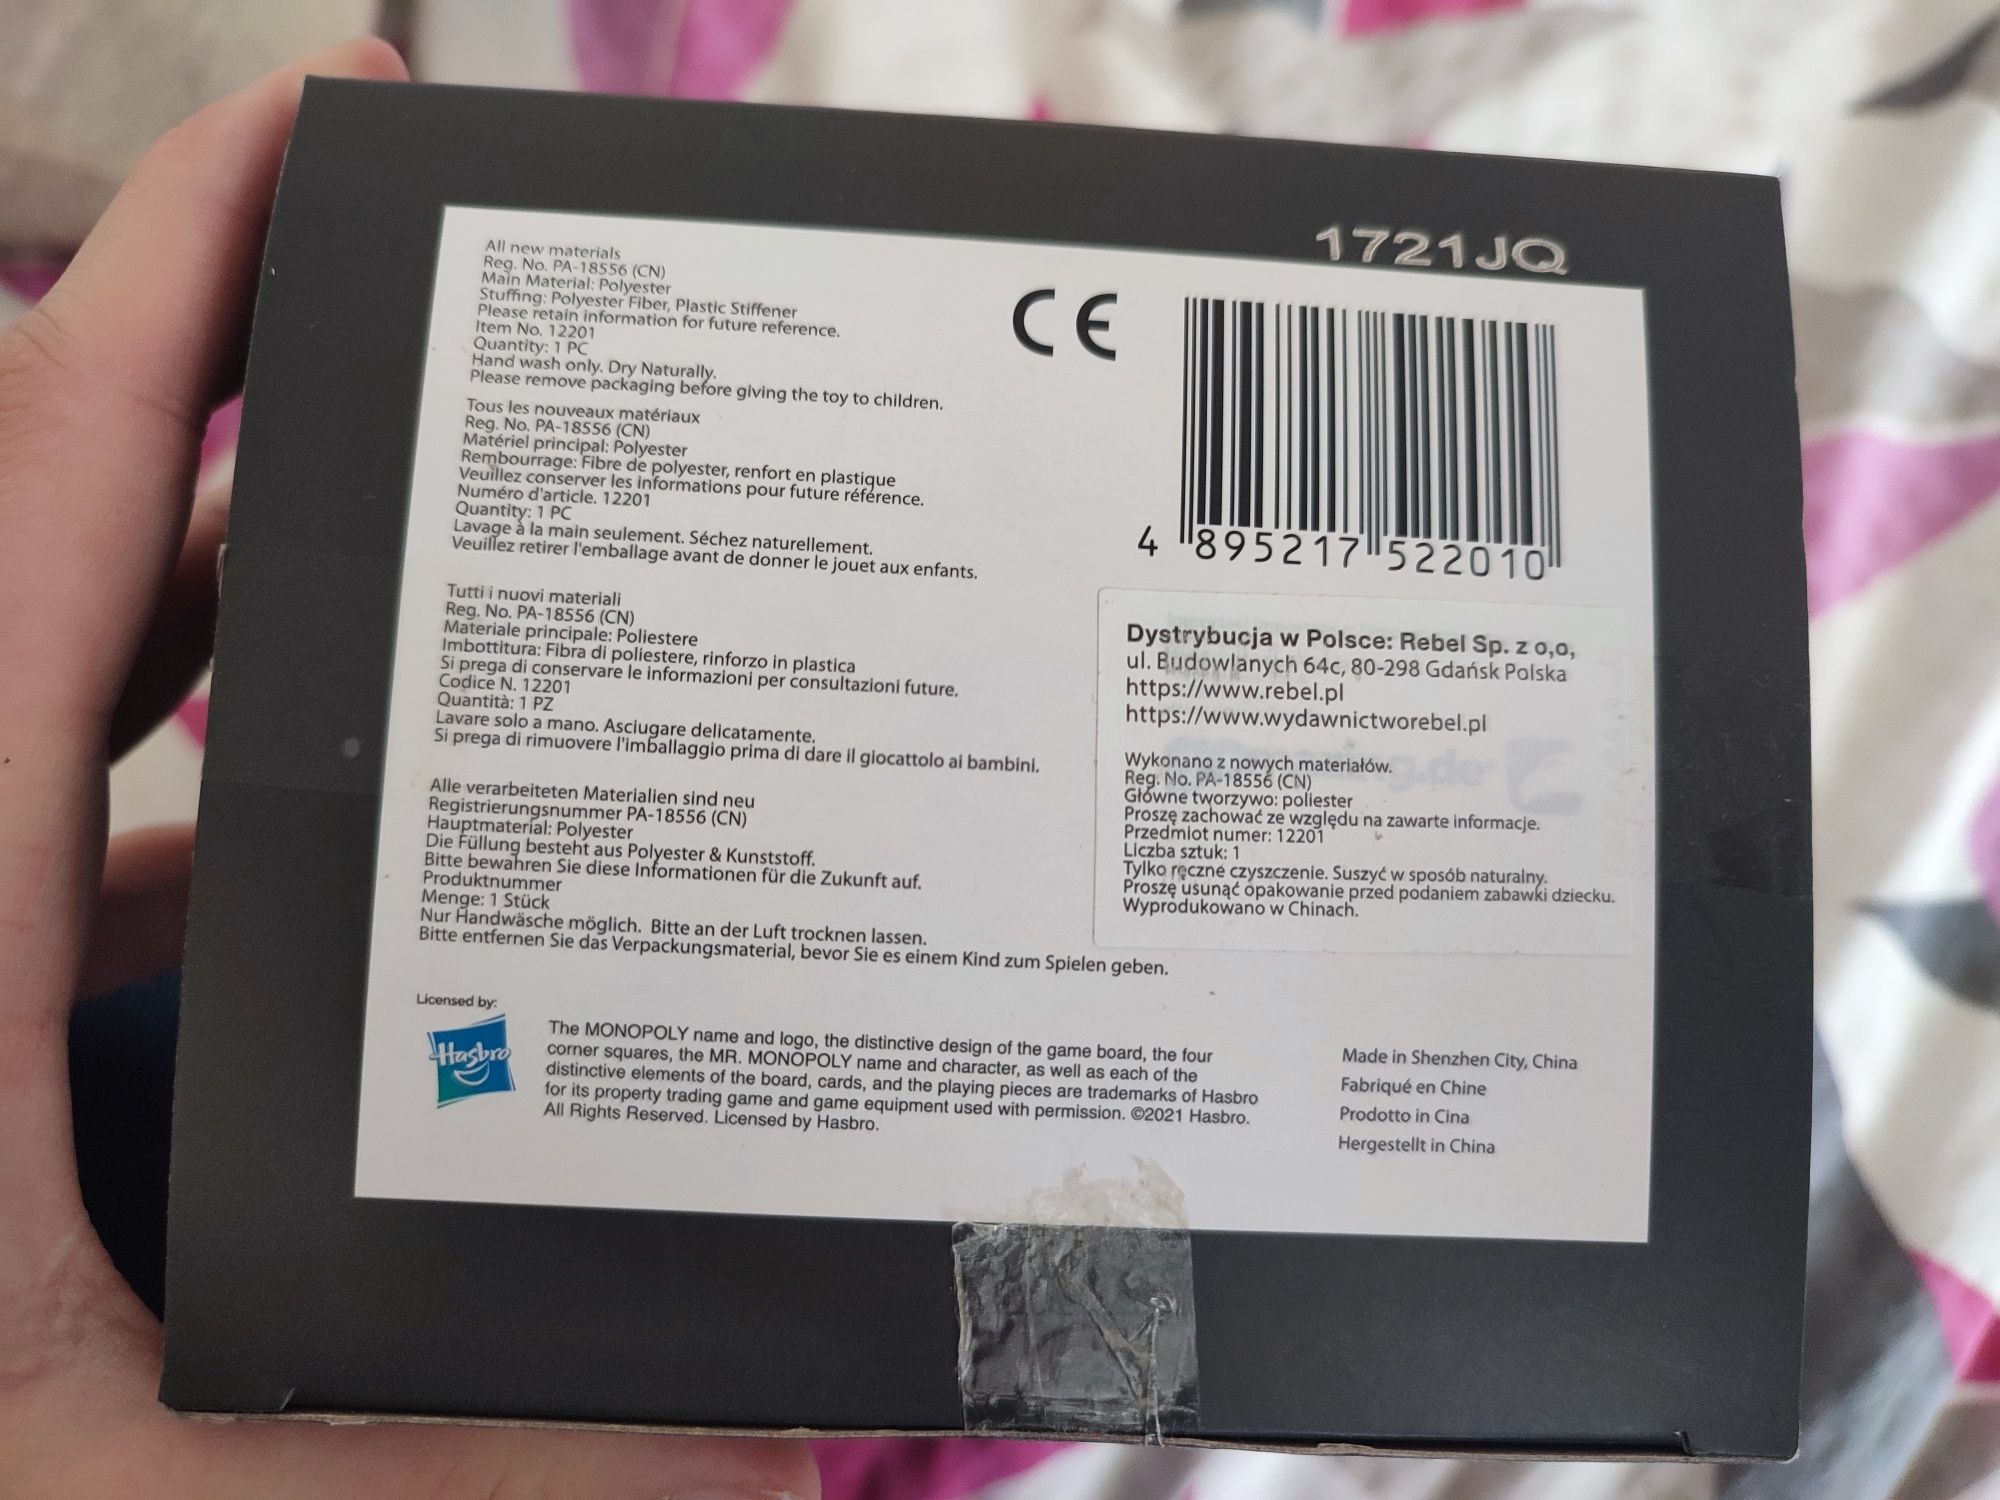 1721JQ
All new materials
Reg. No. PA-18556 (CN)
Main Material: Polyester
Stuffing: Polyester Fiber, Plastic Stiffener
Please retain information for future reference.
Item No. 12201
Quantity: 1 PC
Hand wash only. Dry Naturally.
Please remove packaging before giving the toy to children.
Tous les nouveaux matériaux
Reg. No. PA-18556 (CN)
Matériel principal: Polyester
Rembourrage: Fibre de polyester, renfort en plastique
Veuillez conserver les informations pour future référence.
Numéro d'article. 12201
Quantity: 1 PC
Lavage à la main seulement. Séchez naturellement.
Veuillez retirer l'emballage avant de donner le jouet aux enfants.
Tutti i nuovi materiali
Reg. No. PA-18556 (CN)
Materiale principale: Poliestere
Imbottitura: Fibra di poliestere, rinforzo in plastica
Si prega di conservare le informazioni per consultazioni future.
Codice N. 12201
Quantità: 1 PZ
Lavare solo a mano. Asciugare delicatamente.
Si prega di rimuovere l'imballaggio prima di dare il giocattolo ai bambini.
Alle verarbeiteten Materialien sind neu
Registrierungsnummer PA-18556 (CN)
Hauptmaterial: Polyester
Die Füllung besteht aus Polyester & Kunststoff.
Bitte bewahren Sie diese Informationen für die Zukunft auf.
Produktnummer
Menge: 1 Stück
Nur Handwäsche möglich. Bitte an der Luft trocknen lassen.
Bitte entfernen Sie das Verpackungsmaterial, bevor Sie es einem Kind zum Spielen geben.
CE
4 895217 522010
Dystrybucja w Polsce: Rebel Sp. z o,o,
ul. Budowlanych 64c, 80-298 Gdańsk Polska
https://www.rebel.pl
https://www.wydawnictworebel.pl
Wykonano z nowych materiałów.
Reg. No. PA-18556 (CN)
Główne tworzywo: poliester
Proszę zachować ze względu na zawarte informacje.
Przedmiot numer: 12201
Liczba sztuk: 1
Tylko ręczne czyszczenie. Suszyć w sposób naturalny.
Proszę usunąć opakowanie przed podaniem zabawki dziecku.
Wyprodukowano w Chinach.
Licensed by:
Hasbro
The MONOPOLY name and logo, the distinctive design of the game board, the four
corner squares, the MR. MONOPOLY name and character, as well as each of the
distinctive elements of the board, cards, and the playing pieces are trademarks of Hasbro
for its property trading game and game equipment used with permission. ©2021 Hasbro.
All Rights Reserved. Licensed by Hasbro.
Made in Shenzhen City, China
Fabriqué en Chine
Prodotto in Cina
Hergestellt in China